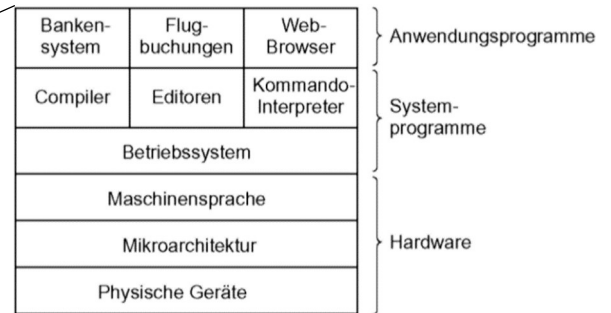 Banken-
system
Flug-
buchungen
Web-
Browser
Anwendungsprogramme
Compiler
Editoren
Kommando-
Interpreter
System-
programme
Betriebssystem
Maschinensprache
Mikroarchitektur
Hardware
Physische Geräte